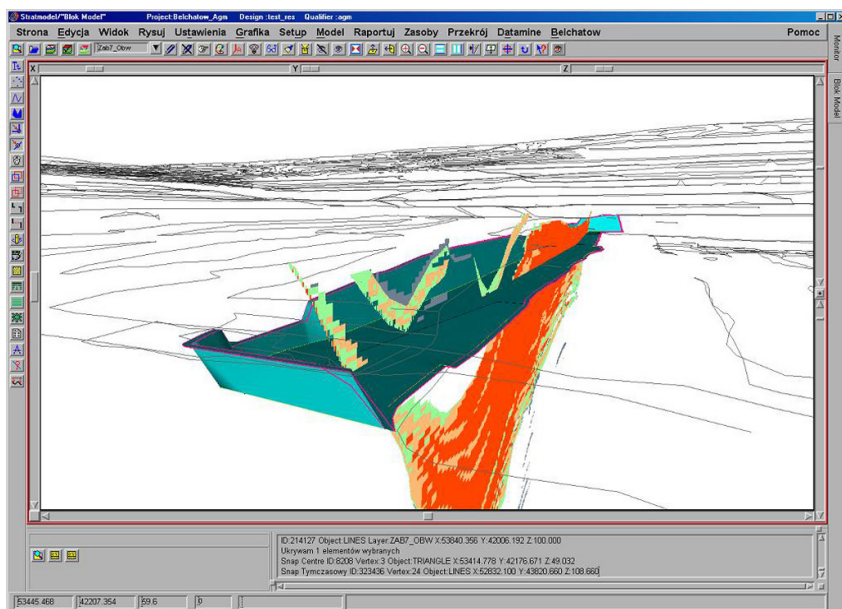 Stratmodel/"Blok Model" Project:Belchatow_Agm Design :test_res Qualifier :agm
Strona Edycja Widok Rysuj Ustawienia Grafika Setup Model Raportuj Zasoby Przekrój Datamine Belchatow Pomoc
Zab7_Obw
X Y Z
Monitor
Blok Model
ID:214127 Object:LINES Layer:ZAB7_OBW X:53840.356 Y:42006.192 Z:100.000
Ukrywam 1 elementów wybranych
Snap Centre ID:8208 Vertex:3 Object:TRIANGLE X:53414.778 Y:42176.671 Z:49.032
Snap Tymczasowy ID:323436 Vertex:24 Object:LINES X:52832.100 Y:43820.660 Z:108.660
53445.468 42207.354 59.6 0